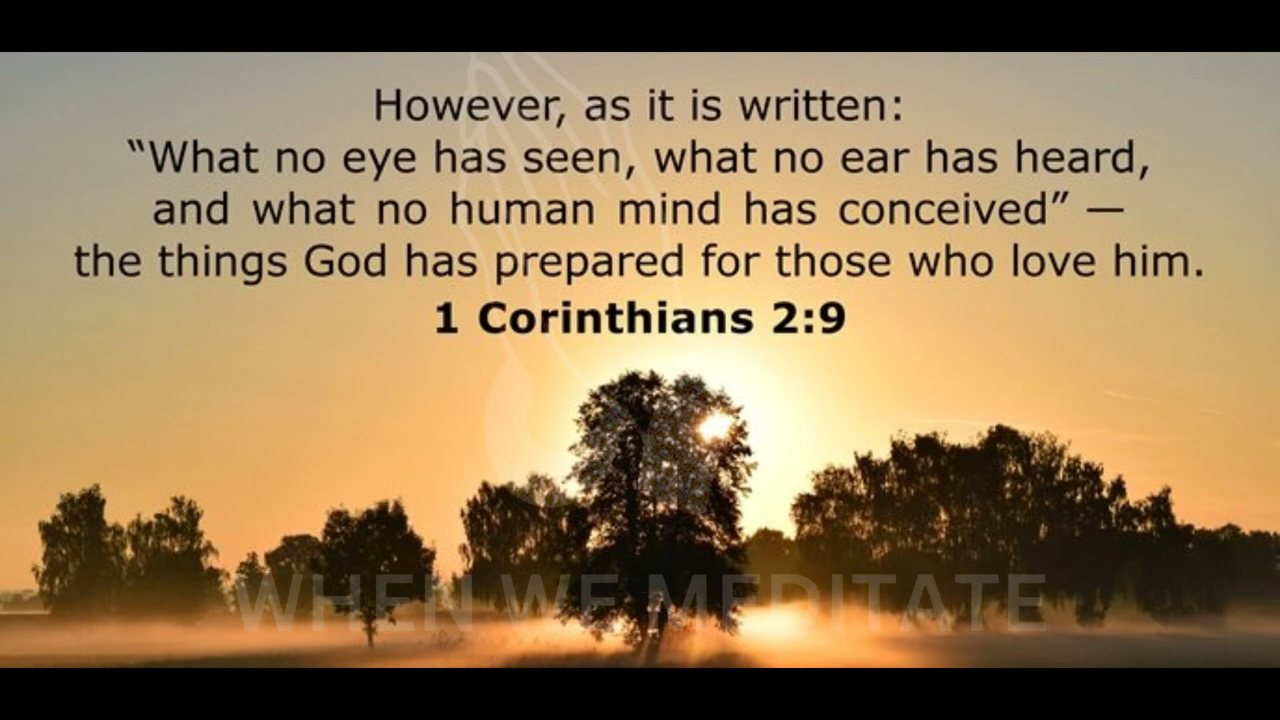 However, as it is written:
“What no eye has seen, what no ear has heard,
and what no human mind has conceived” —
the things God has prepared for those who love him.
1 Corinthians 2:9
WHEN WE MEDITATE